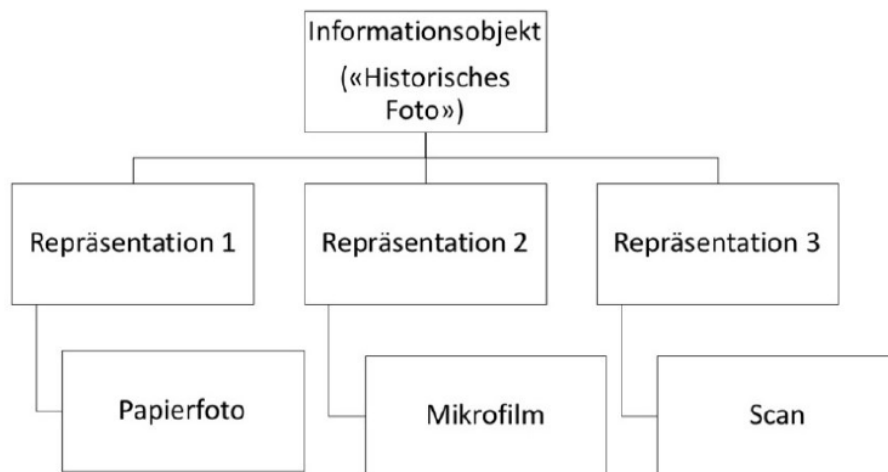 Informationsobjekt
(«Historisches
Foto»)
Repräsentation 1
Repräsentation 2
Repräsentation 3
Papierfoto
Mikrofilm
Scan